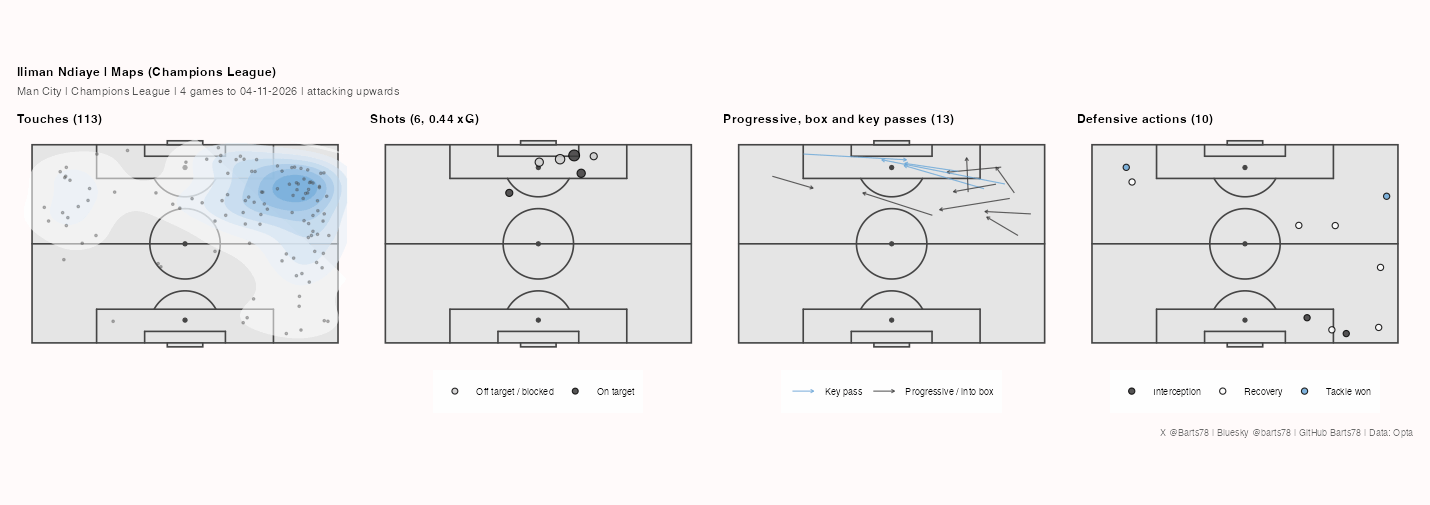 Iliman Ndiaye | Maps (Champions League)
Man City | Champions League | 4 games to 04-11-2026 | attacking upwards
Touches (113)
Shots (6, 0.44 xG)
Progressive, box and key passes (13)
Defensive actions (10)
Off target / blocked
On target
Key pass
Progressive / into box
Interception
Recovery
Tackle won
X @Barts78 | Bluesky @barts78 | GitHub Barts78 | Data: Opta